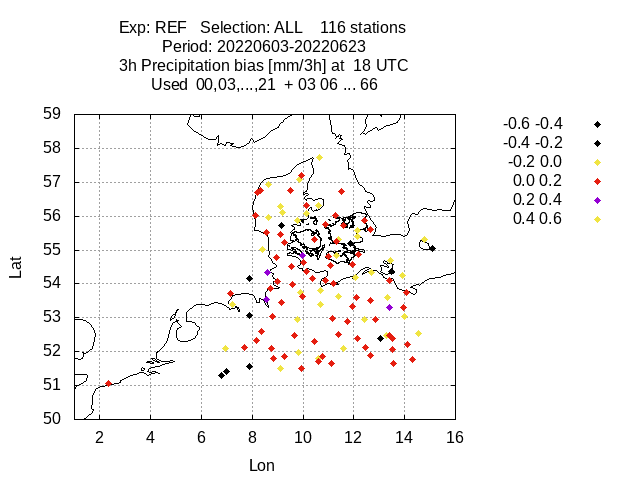 Exp: REF   Selection: ALL    116 stations
Period: 20220603-20220623
3h Precipitation bias [mm/3h] at  18 UTC
Used  00,03,...,21  + 03 06 ... 66
59
58
57
56
55
54
53
52
51
50
Lat
2 4 6 8 10 12 14 16
Lon
-0.6 -0.4
-0.4 -0.2
-0.2 0.0
0.0 0.2
0.2 0.4
0.4 0.6